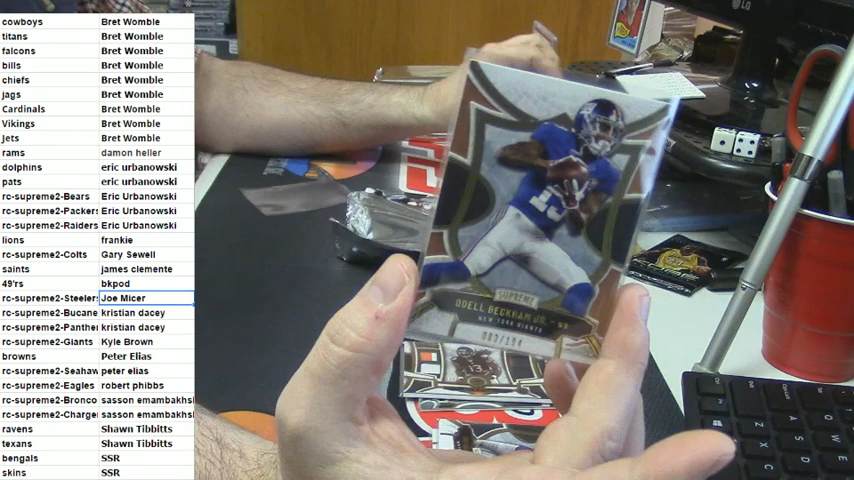 cowboys Bret Womble
titans Bret Womble
falcons Bret Womble
bills Bret Womble
chiefs Bret Womble
jags Bret Womble
Cardinals Bret Womble
Vikings Bret Womble
Jets Bret Womble
rams damon heller
dolphins eric urbanowski
pats eric urbanowski
rc-supreme2-Bears Eric Urbanowski
rc-supreme2-Packers Eric Urbanowski
rc-supreme2-Raiders Eric Urbanowski
lions frankie
rc-supreme2-Colts Gary Sewell
saints james clemente
49'rs bkpod
rc-supreme2-Steelers Joe Micer
rc-supreme2-Bucane kristian dacey
rc-supreme2-Panther kristian dacey
rc-supreme2-Giants Kyle Brown
browns Peter Elias
rc-supreme2-Seahaw peter elias
rc-supreme2-Eagles robert phibbs
rc-supreme2-Bronco sasson emambakhsl
rc-supreme2-Charge sasson emambakhsl
ravens Shawn Tibbitts
texans Shawn Tibbitts
bengals SSR
skins SSR
LG
SUPREME
ODELL BECKHAM JR. - WR
NEW YORK GIANTS
KOBE